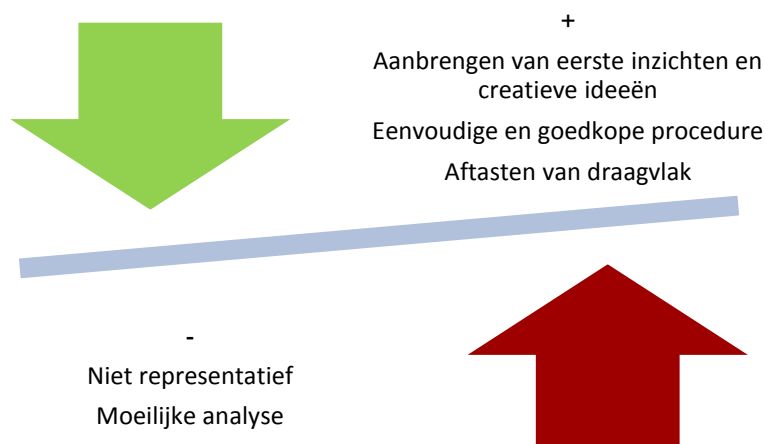 +
Aanbrengen van eerste inzichten en
creatieve ideeën
Eenvoudige en goedkope procedure
Aftasten van draagvlak
-
Niet representatief
Moeilijke analyse